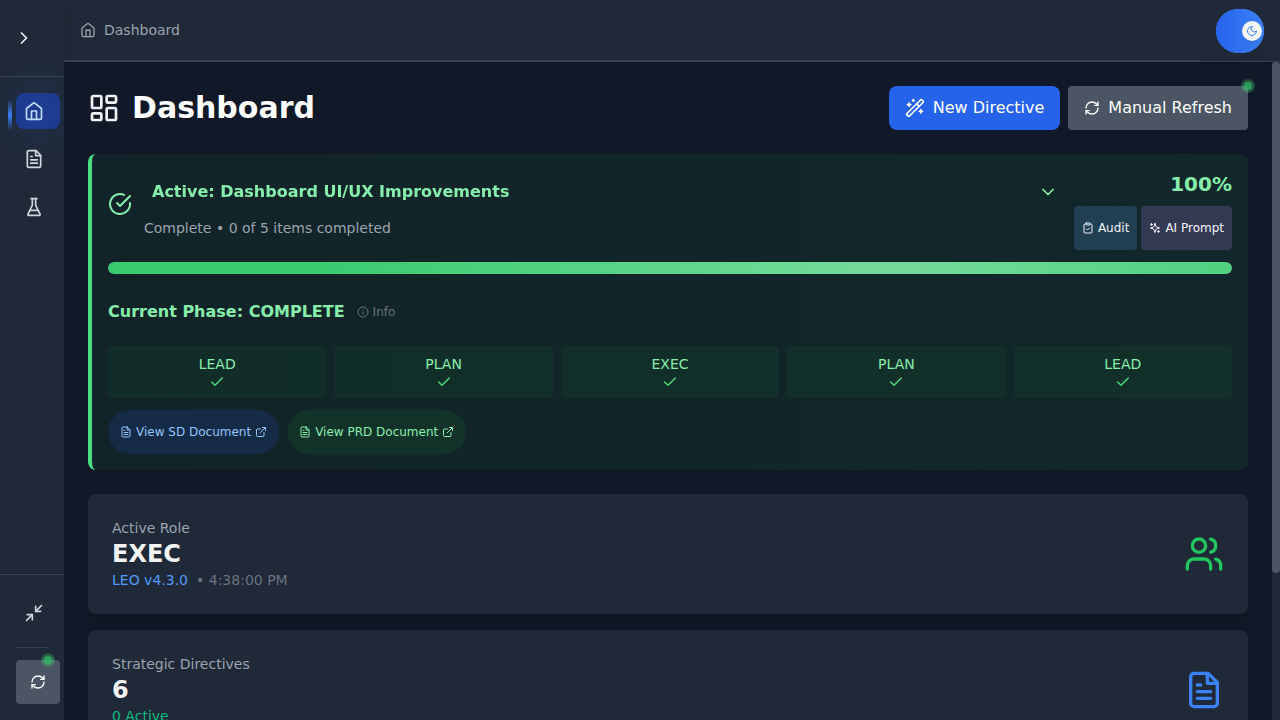 Dashboard
Dashboard
New Directive
Manual Refresh
Active: Dashboard UI/UX Improvements
100%
Complete • 0 of 5 items completed
Audit
AI Prompt
Current Phase: COMPLETE
Info
LEAD
PLAN
EXEC
PLAN
LEAD
View SD Document
View PRD Document
Active Role
EXEC
LEO v4.3.0 • 4:38:00 PM
Strategic Directives
6
0 Active